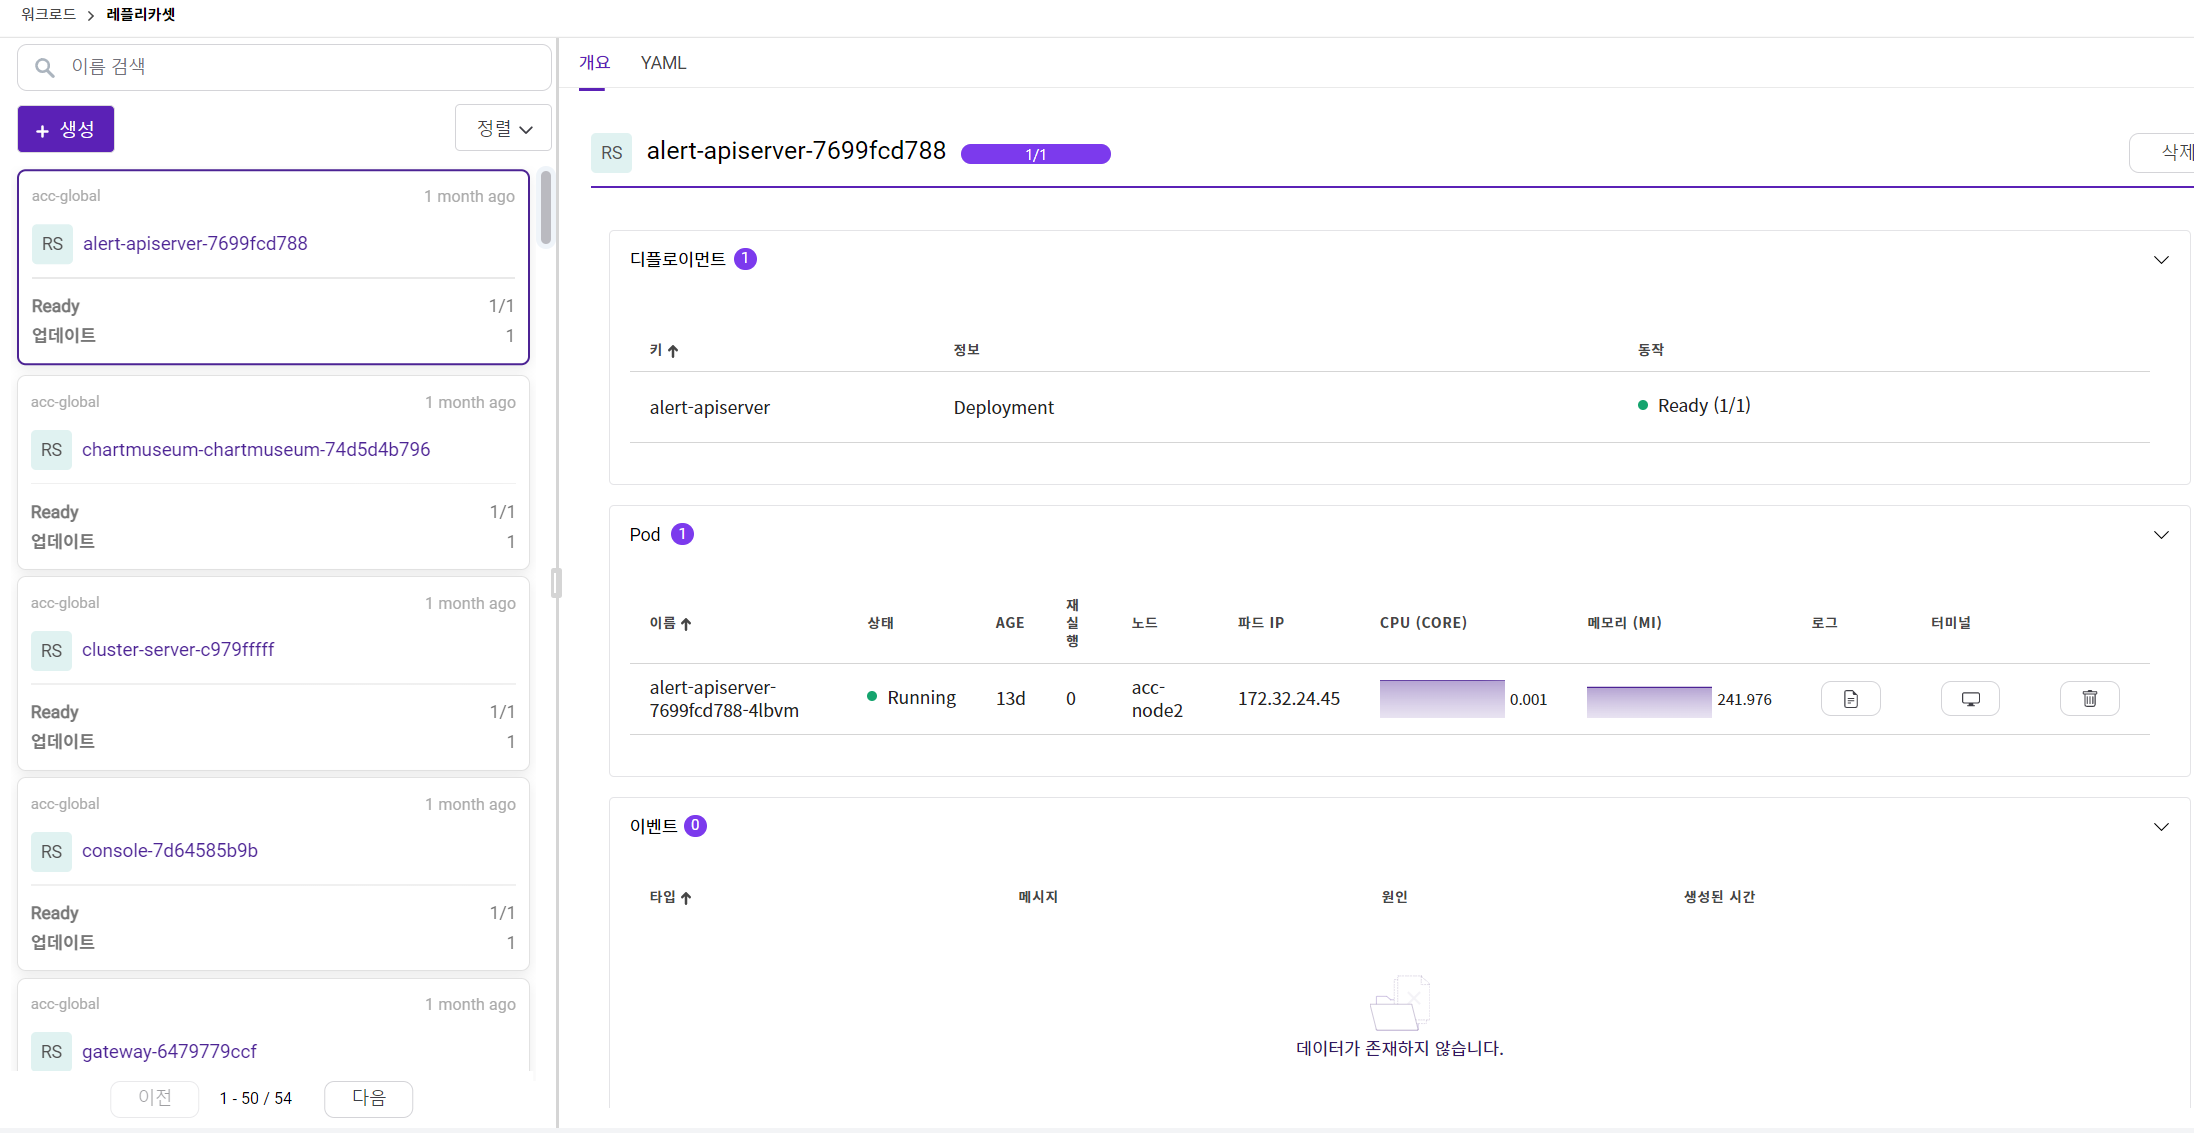 워크로드 > 레플리카셋
이름 검색
+ 생성
정렬
acc-global 1 month ago
RS alert-apiserver-7699fcd788
Ready 1/1
업데이트 1
acc-global 1 month ago
RS chartmuseum-chartmuseum-74d5d4b796
Ready 1/1
업데이트 1
acc-global 1 month ago
RS cluster-server-c979fffff
Ready 1/1
업데이트 1
acc-global 1 month ago
RS console-7d64585b9b
Ready 1/1
업데이트 1
acc-global 1 month ago
RS gateway-6479779ccf
이전 1 - 50 / 54 다음
개요 YAML
RS alert-apiserver-7699fcd788 1/1 삭제
디플로이먼트 1
키 정보 동작
alert-apiserver Deployment Ready (1/1)
Pod 1
이름 상태 AGE 재실행 노드 파드 IP CPU (CORE) 메모리 (MI) 로그 터미널
alert-apiserver-7699fcd788-4lbvm Running 13d 0 acc-node2 172.32.24.45 0.001 241.976
이벤트 0
타입 메시지 원인 생성된 시간
데이터가 존재하지 않습니다.